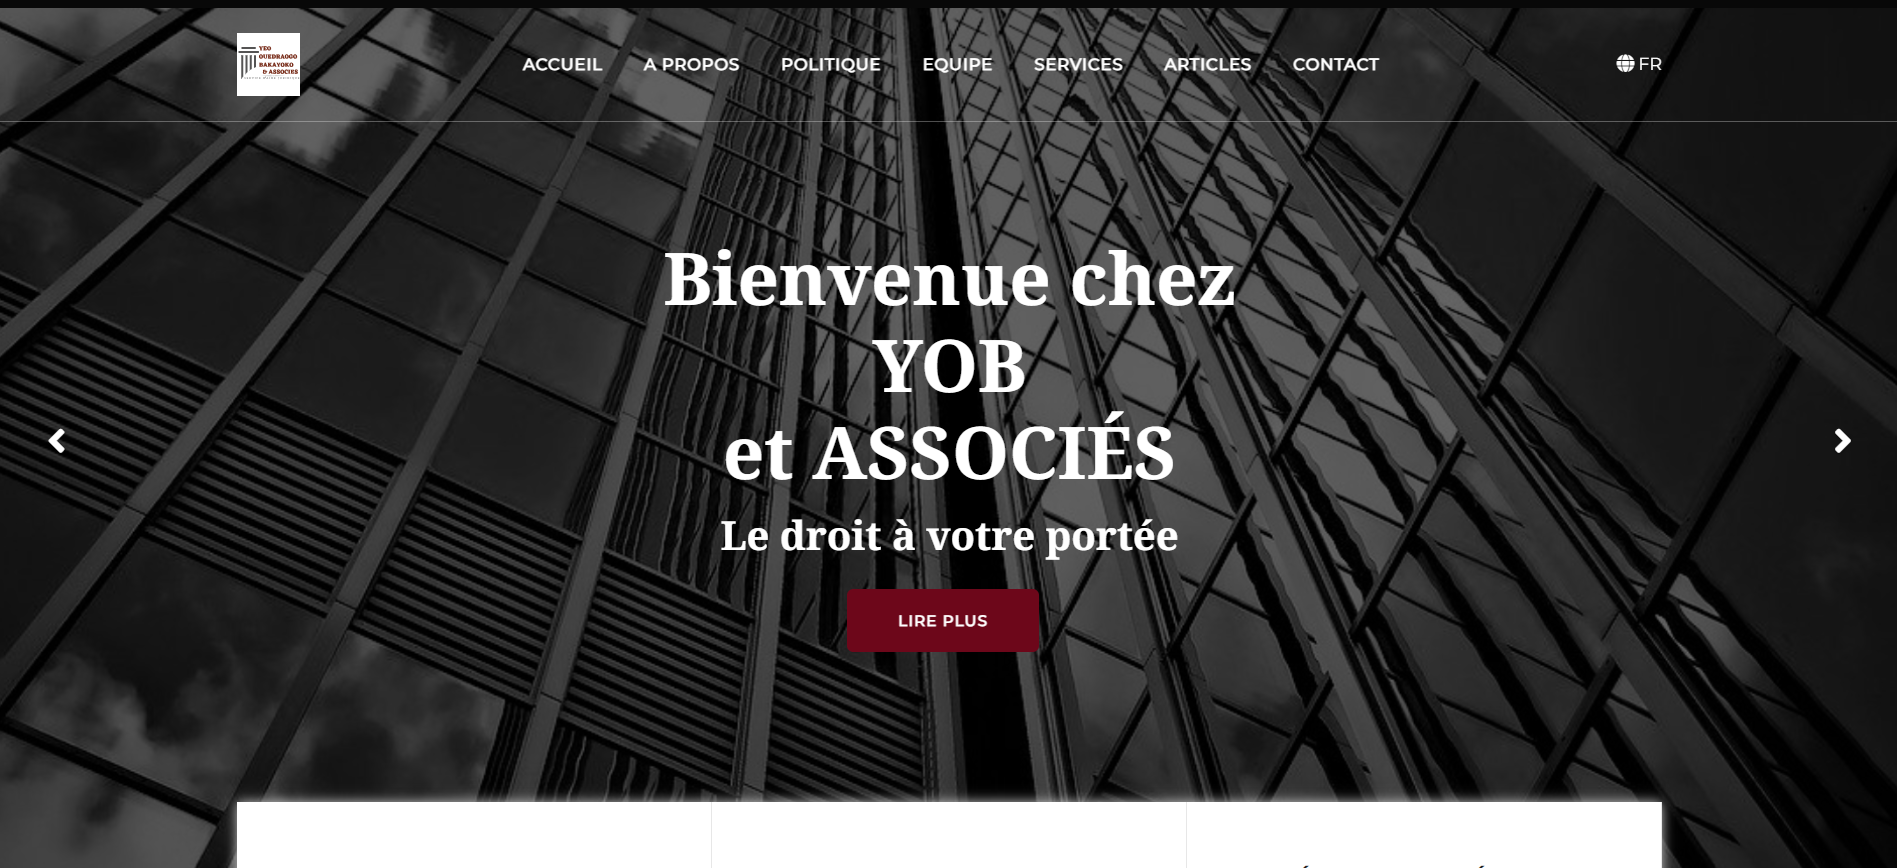 YEO
OUEDRAOGO
BAKAYOKO
& ASSOCIES
ACCUEIL
A PROPOS
POLITIQUE
EQUIPE
SERVICES
ARTICLES
CONTACT
FR
Bienvenue chez
YOB
et ASSOCIÉS
Le droit à votre portée
LIRE PLUS